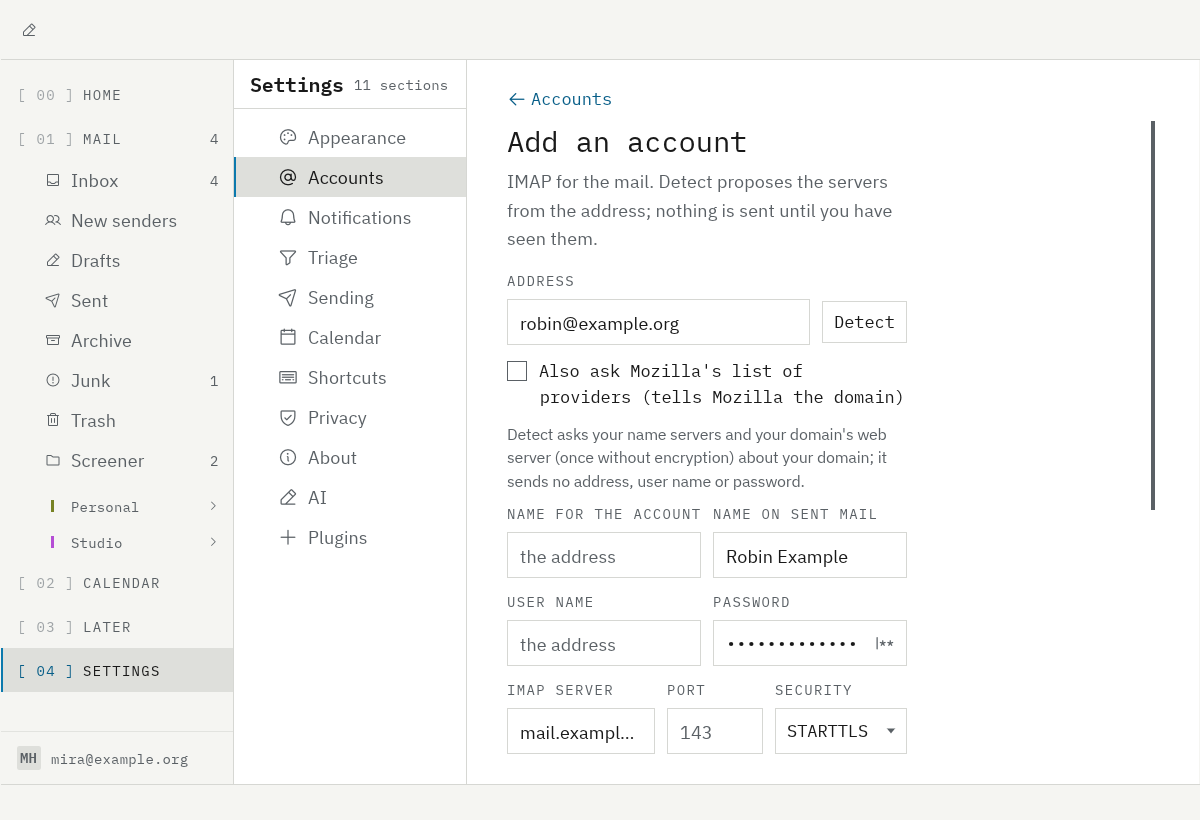 [ 00 ] HOME
[ 01 ] MAIL 4
Inbox 4
New senders
Drafts
Sent
Archive
Junk 1
Trash
Screener 2
Personal
Studio
[ 02 ] CALENDAR
[ 03 ] LATER
[ 04 ] SETTINGS
MH mira@example.org
Settings 11 sections
Appearance
Accounts
Notifications
Triage
Sending
Calendar
Shortcuts
Privacy
About
AI
Plugins
← Accounts
Add an account
IMAP for the mail. Detect proposes the servers
from the address; nothing is sent until you have
seen them.
ADDRESS
robin@example.org Detect
Also ask Mozilla's list of
providers (tells Mozilla the domain)
Detect asks your name servers and your domain's web
server (once without encryption) about your domain; it
sends no address, user name or password.
NAME FOR THE ACCOUNT NAME ON SENT MAIL
the address Robin Example
USER NAME PASSWORD
the address ••••••••••••• |**
IMAP SERVER PORT SECURITY
mail.exampl... 143 STARTTLS